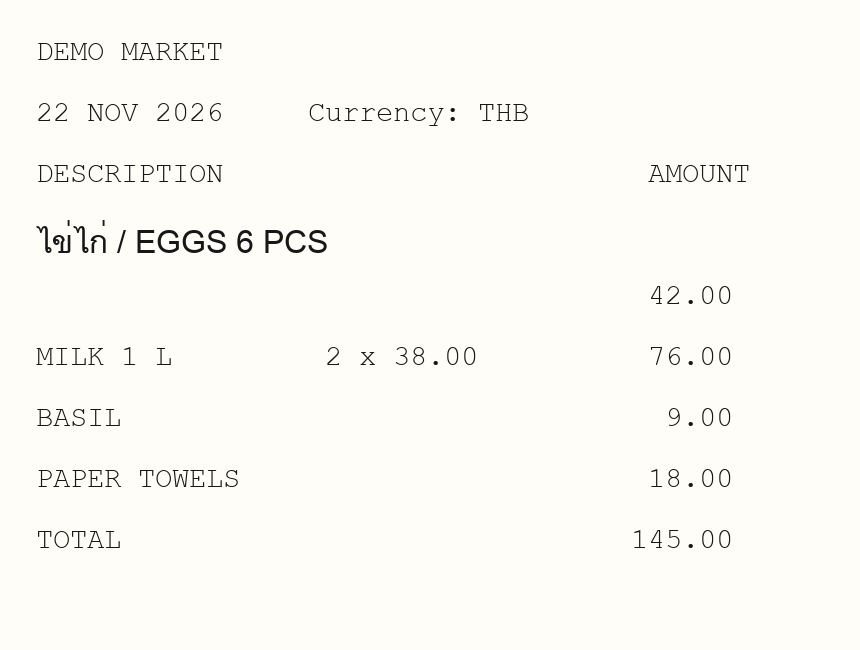 DEMO MARKET
22 NOV 2026 Currency: THB
DESCRIPTION AMOUNT
ไข่ไก่ / EGGS 6 PCS
42.00
MILK 1 L 2 x 38.00 76.00
BASIL 9.00
PAPER TOWELS 18.00
TOTAL 145.00